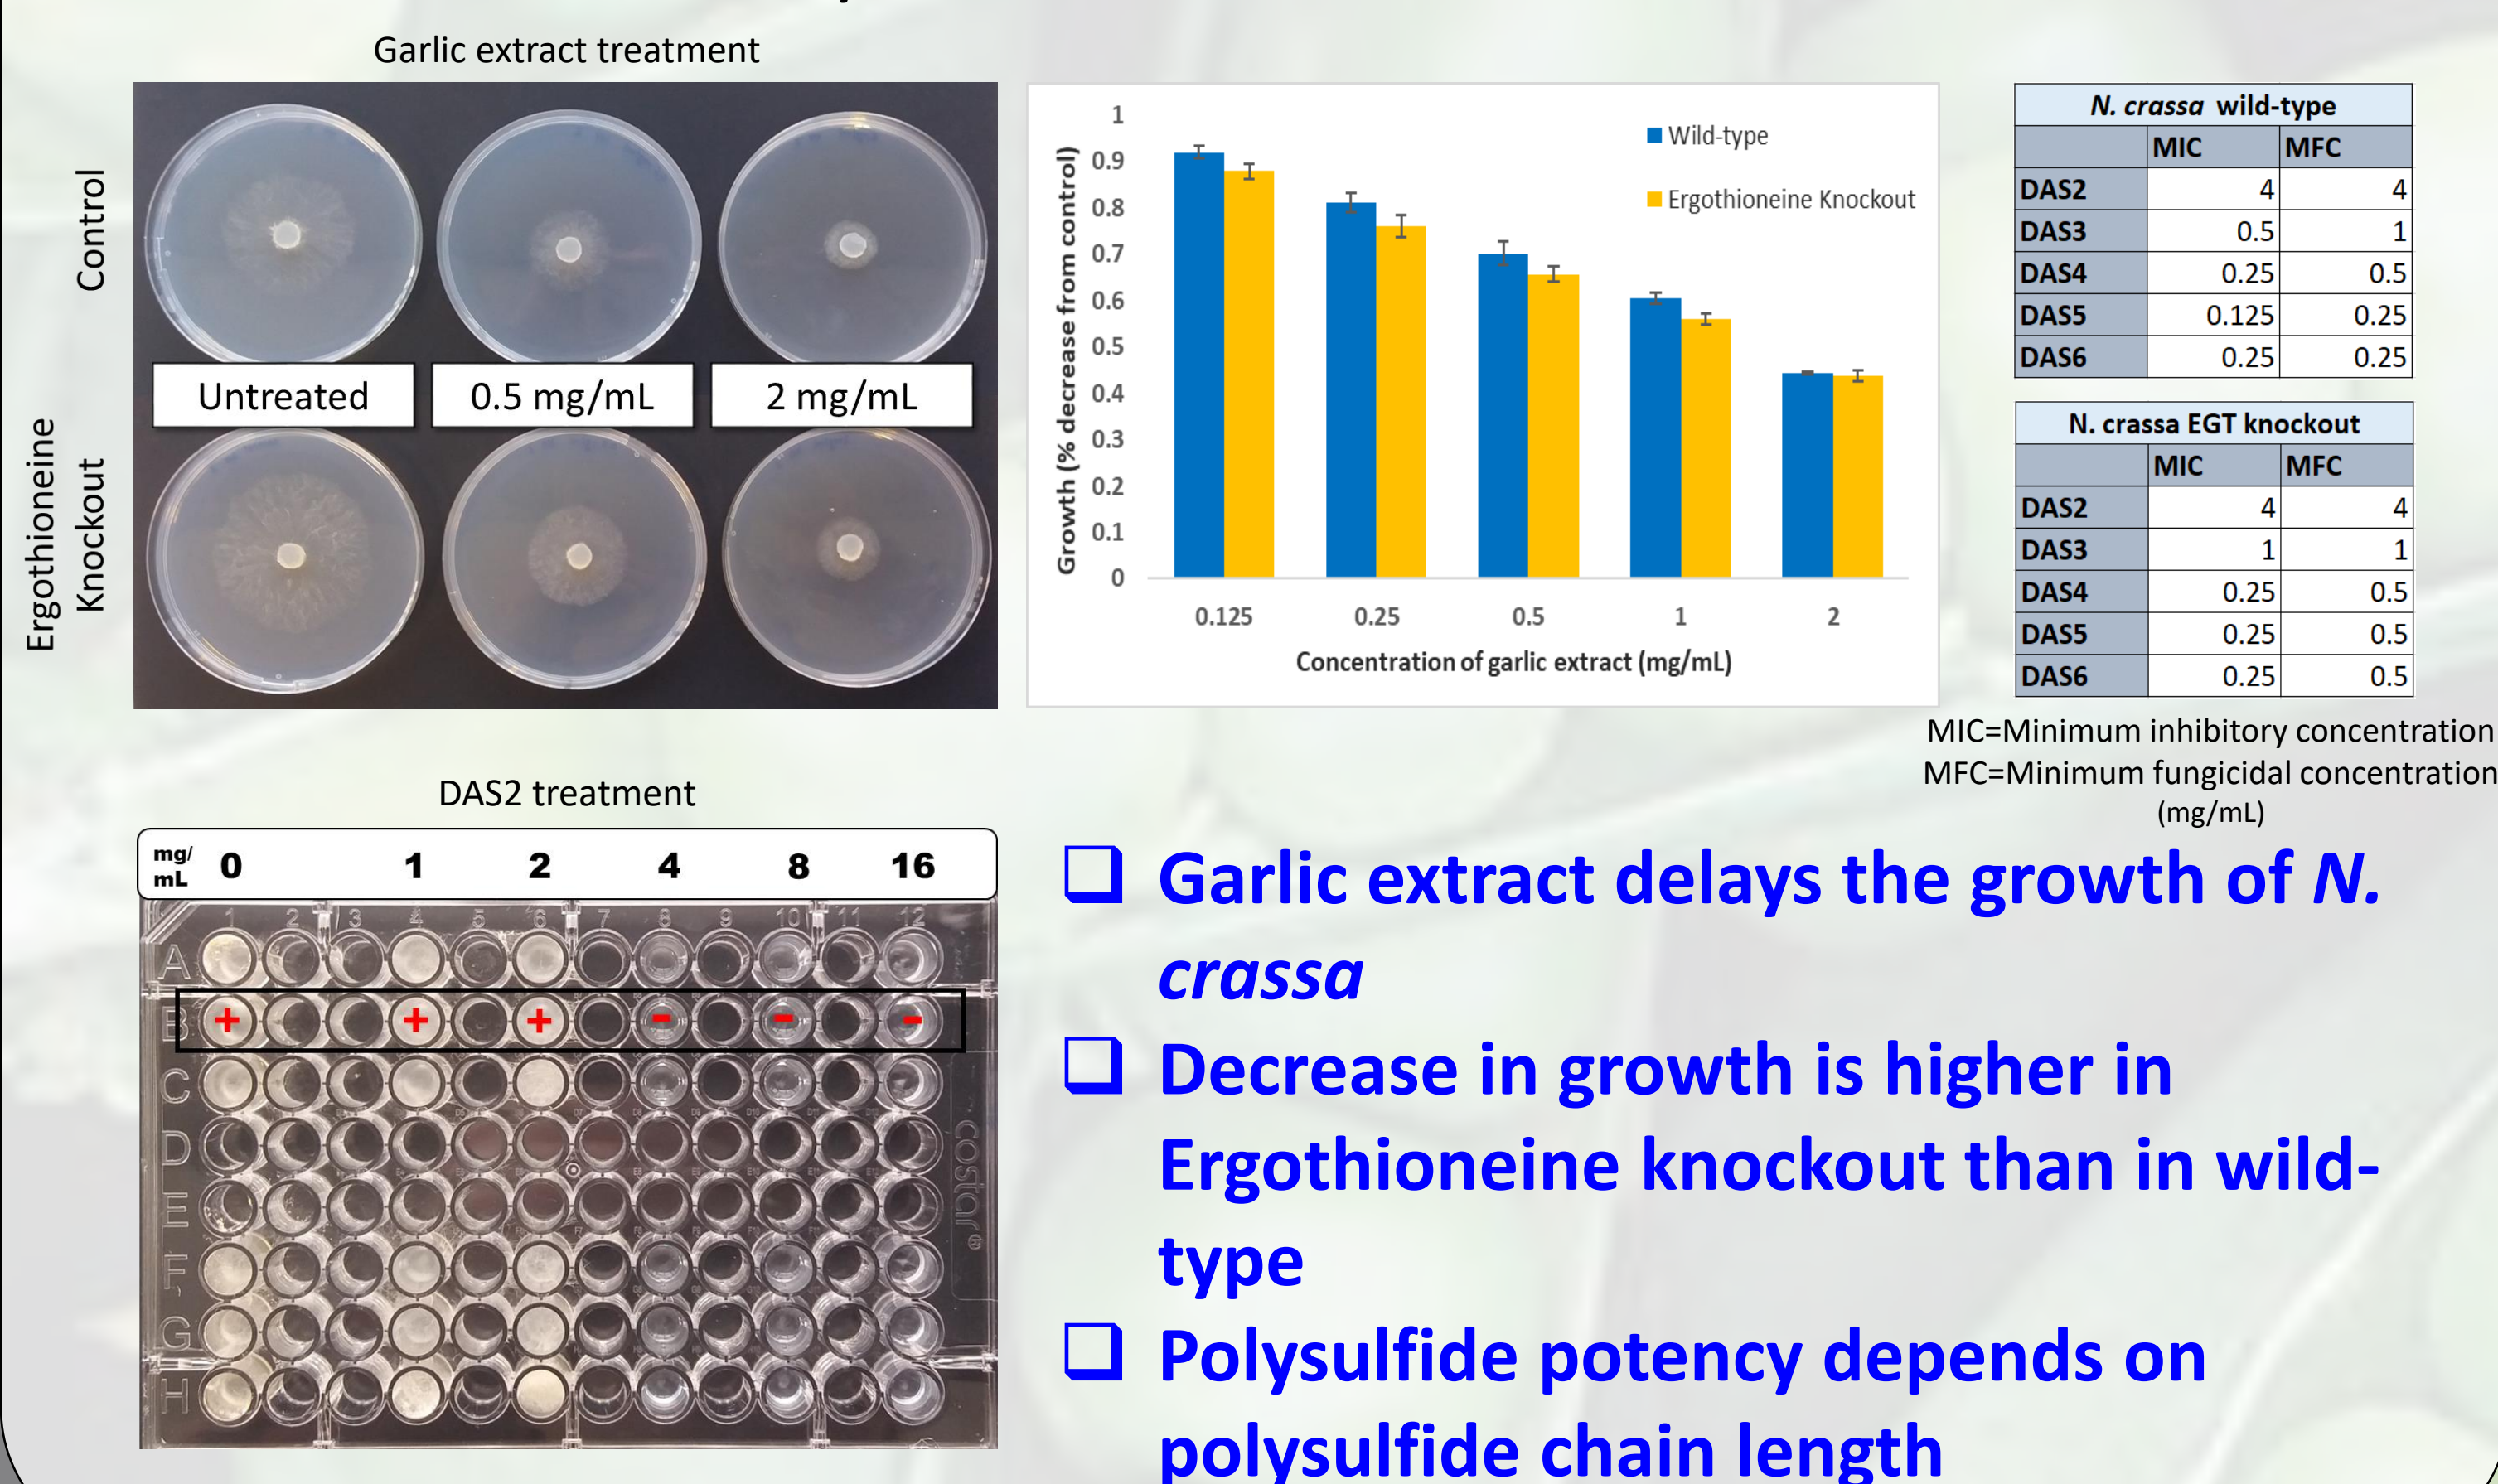 Garlic extract treatment
Control
Ergothioneine
Knockout
Untreated
0.5 mg/mL
2 mg/mL
Growth (% decrease from control)
1
0.9
0.8
0.7
0.6
0.5
0.4
0.3
0.2
0.1
0
Wild-type
Ergothioneine Knockout
0.125 0.25 0.5 1 2
Concentration of garlic extract (mg/mL)
N. crassa wild-type
MIC MFC
DAS2 4 4
DAS3 0.5 1
DAS4 0.25 0.5
DAS5 0.125 0.25
DAS6 0.25 0.25
N. crassa EGT knockout
MIC MFC
DAS2 4 4
DAS3 1 1
DAS4 0.25 0.5
DAS5 0.25 0.5
DAS6 0.25 0.5
MIC=Minimum inhibitory concentration
MFC=Minimum fungicidal concentration
(mg/mL)
DAS2 treatment
mg/
mL 0 1 2 4 8 16
1 2 3 4 5 6 7 8 9 10 11 12
A
B + + + - - -
C
D
E
F
G
H
costar®
Garlic extract delays the growth of N.
crassa
Decrease in growth is higher in
Ergothioneine knockout than in wild-
type
Polysulfide potency depends on
polysulfide chain length